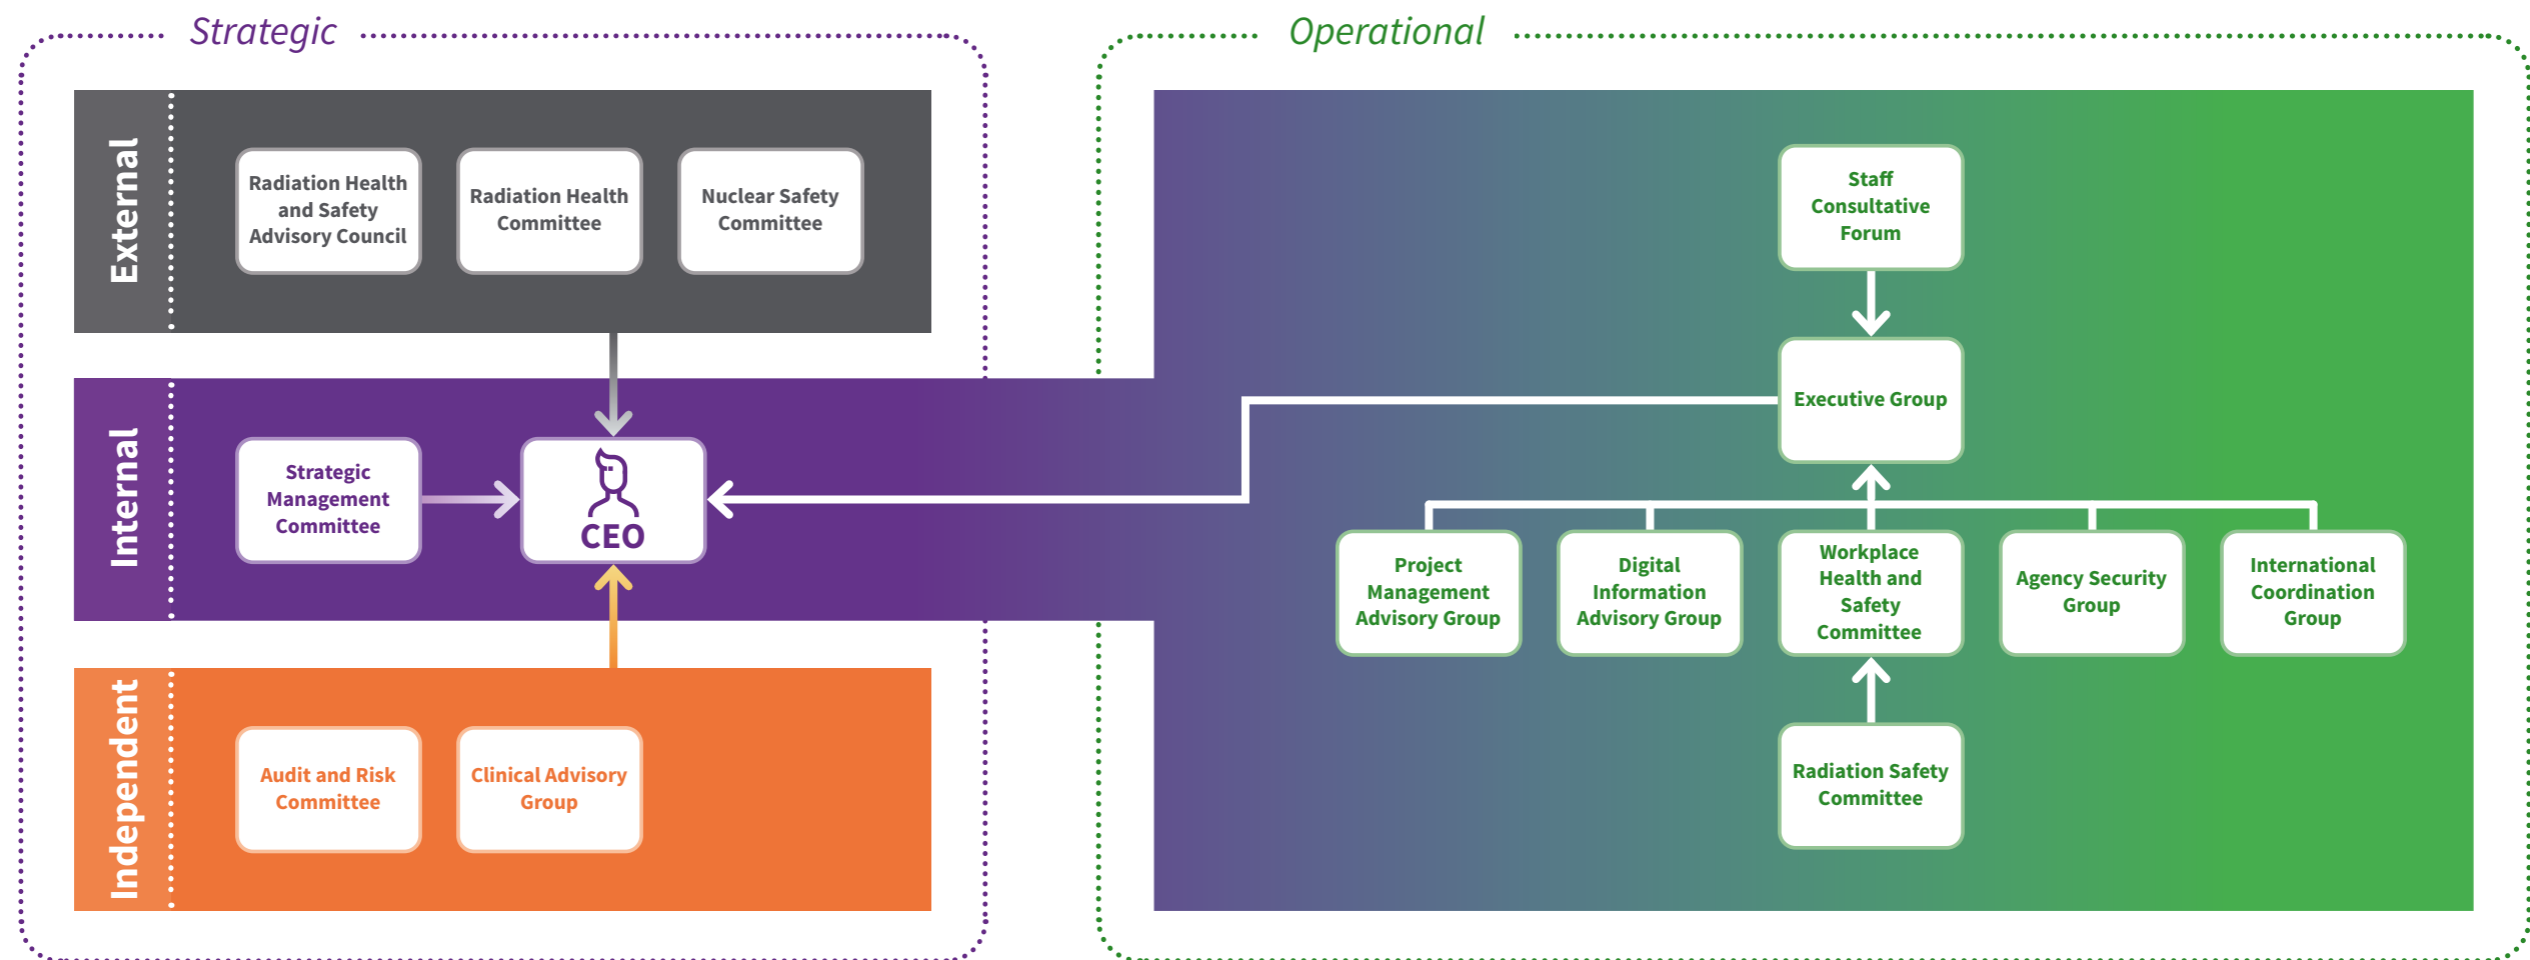 Strategic
Operational
External
Radiation Health
and Safety
Advisory Council
Radiation Health
Committee
Nuclear Safety
Committee
Internal
Strategic
Management
Committee
CEO
Independent
Audit and Risk
Committee
Clinical Advisory
Group
Staff
Consultative
Forum
Executive Group
Project
Management
Advisory Group
Digital
Information
Advisory Group
Workplace
Health and
Safety
Committee
Agency Security
Group
International
Coordination
Group
Radiation Safety
Committee